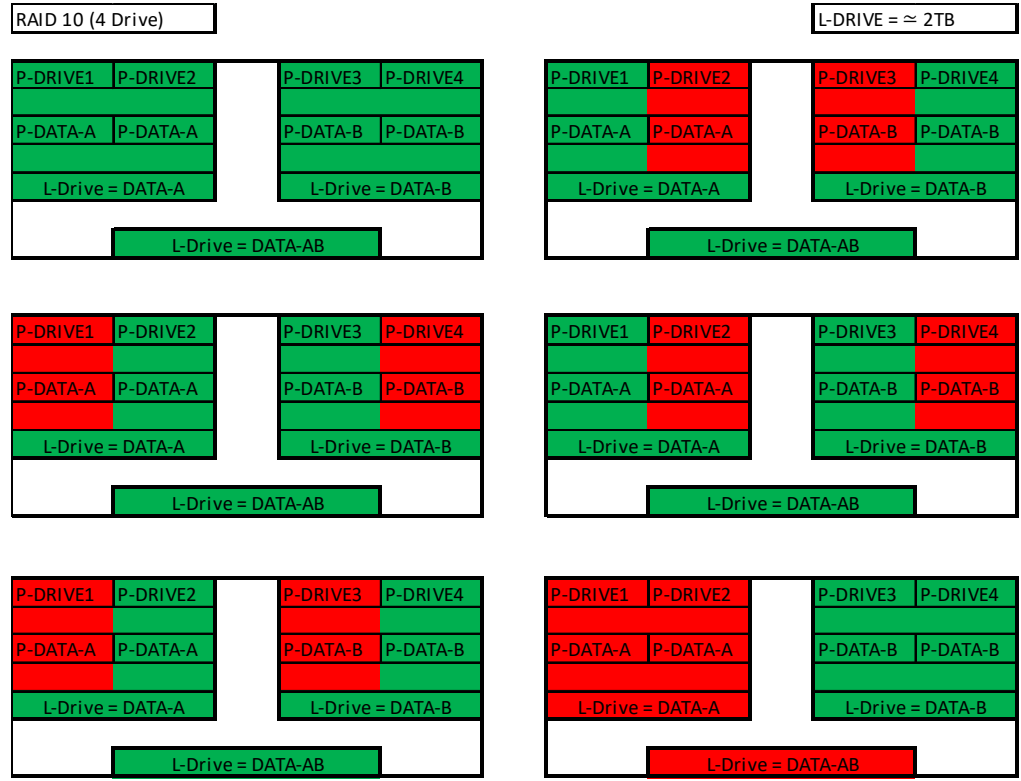 RAID 10 (4 Drive) L-DRIVE = ≃ 2TB
P-DRIVE1 P-DRIVE2 P-DRIVE3 P-DRIVE4 P-DRIVE1 P-DRIVE2 P-DRIVE3 P-DRIVE4
P-DATA-A P-DATA-A P-DATA-B P-DATA-B P-DATA-A P-DATA-A P-DATA-B P-DATA-B
L-Drive = DATA-A L-Drive = DATA-B L-Drive = DATA-A L-Drive = DATA-B
L-Drive = DATA-AB L-Drive = DATA-AB
P-DRIVE1 P-DRIVE2 P-DRIVE3 P-DRIVE4 P-DRIVE1 P-DRIVE2 P-DRIVE3 P-DRIVE4
P-DATA-A P-DATA-A P-DATA-B P-DATA-B P-DATA-A P-DATA-A P-DATA-B P-DATA-B
L-Drive = DATA-A L-Drive = DATA-B L-Drive = DATA-A L-Drive = DATA-B
L-Drive = DATA-AB L-Drive = DATA-AB
P-DRIVE1 P-DRIVE2 P-DRIVE3 P-DRIVE4 P-DRIVE1 P-DRIVE2 P-DRIVE3 P-DRIVE4
P-DATA-A P-DATA-A P-DATA-B P-DATA-B P-DATA-A P-DATA-A P-DATA-B P-DATA-B
L-Drive = DATA-A L-Drive = DATA-B L-Drive = DATA-A L-Drive = DATA-B
L-Drive = DATA-AB L-Drive = DATA-AB